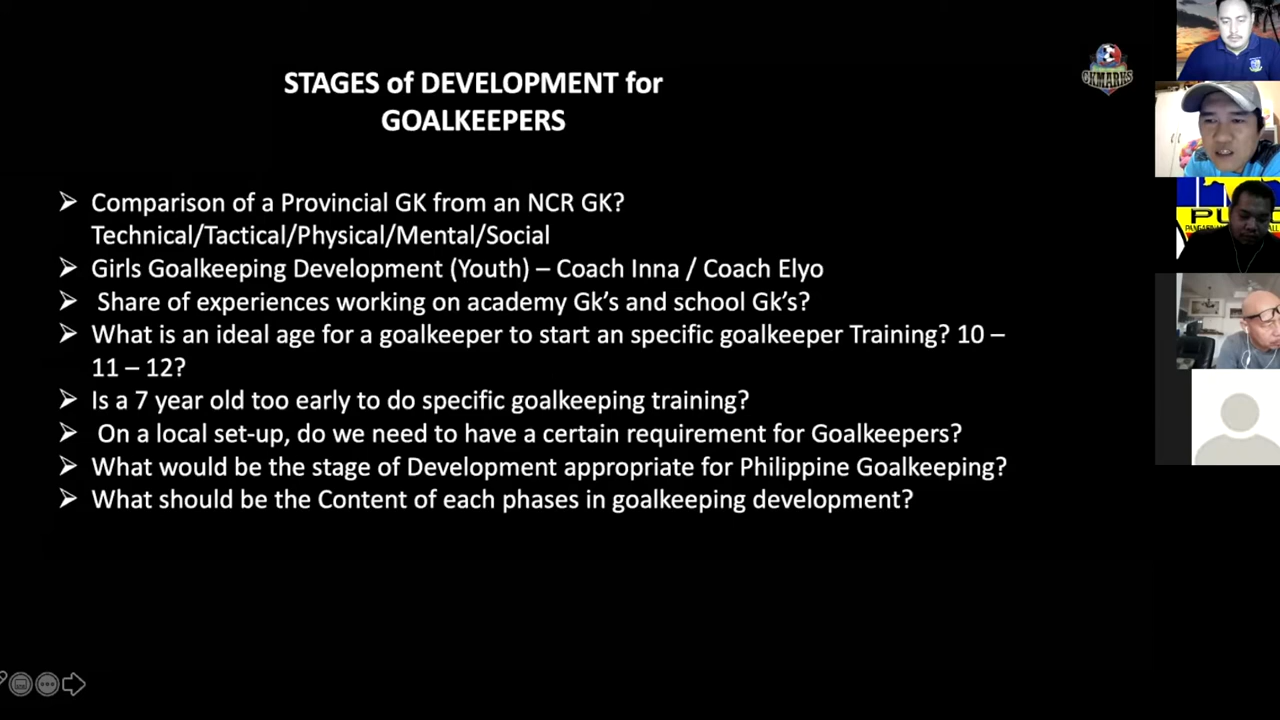 STAGES of DEVELOPMENT for
GOALKEEPERS
GKMARKS
➢ Comparison of a Provincial GK from an NCR GK?
Technical/Tactical/Physical/Mental/Social
➢ Girls Goalkeeping Development (Youth) – Coach Inna / Coach Elyo
➢ Share of experiences working on academy Gk’s and school Gk’s?
➢ What is an ideal age for a goalkeeper to start an specific goalkeeper Training? 10 –
11 – 12?
➢ Is a 7 year old too early to do specific goalkeeping training?
➢ On a local set-up, do we need to have a certain requirement for Goalkeepers?
➢ What would be the stage of Development appropriate for Philippine Goalkeeping?
➢ What should be the Content of each phases in goalkeeping development?